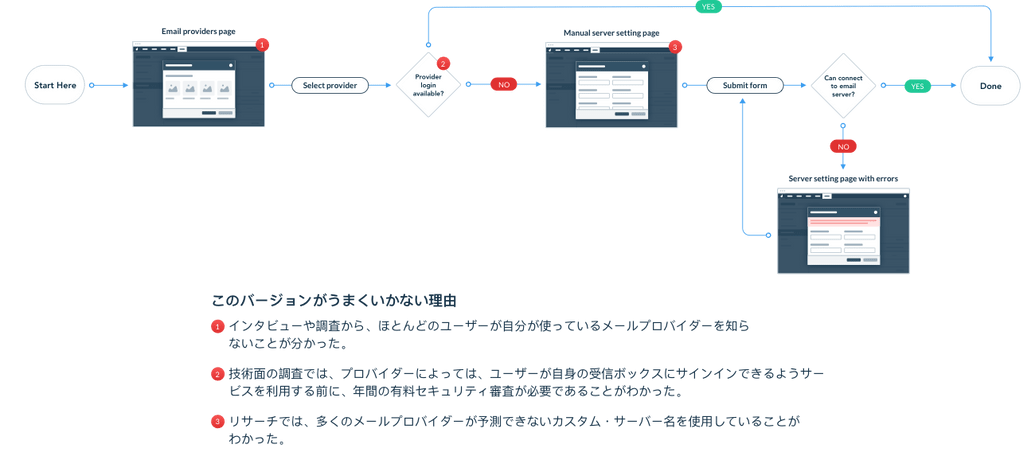 YES
Email providers page
1
Manual server setting page
3
2
Start Here
Select provider
Provider
login
available?
NO
Submit form
Can connect
to email
server?
YES
Done
NO
Server setting page with errors
このバージョンがうまくいかない理由
1 インタビューや調査から、ほとんどのユーザーが自分が使っているメールプロバイダーを知ら
ないことが分かった。
2 技術面の調査では、プロバイダーによっては、ユーザーが自身の受信ボックスにサインインできるようサー
ビスを利用する前に、年間の有料セキュリティ審査が必要であることがわかった。
3 リサーチでは、多くのメールプロバイダーが予測できないカスタム・サーバー名を使用していることが
わかった。